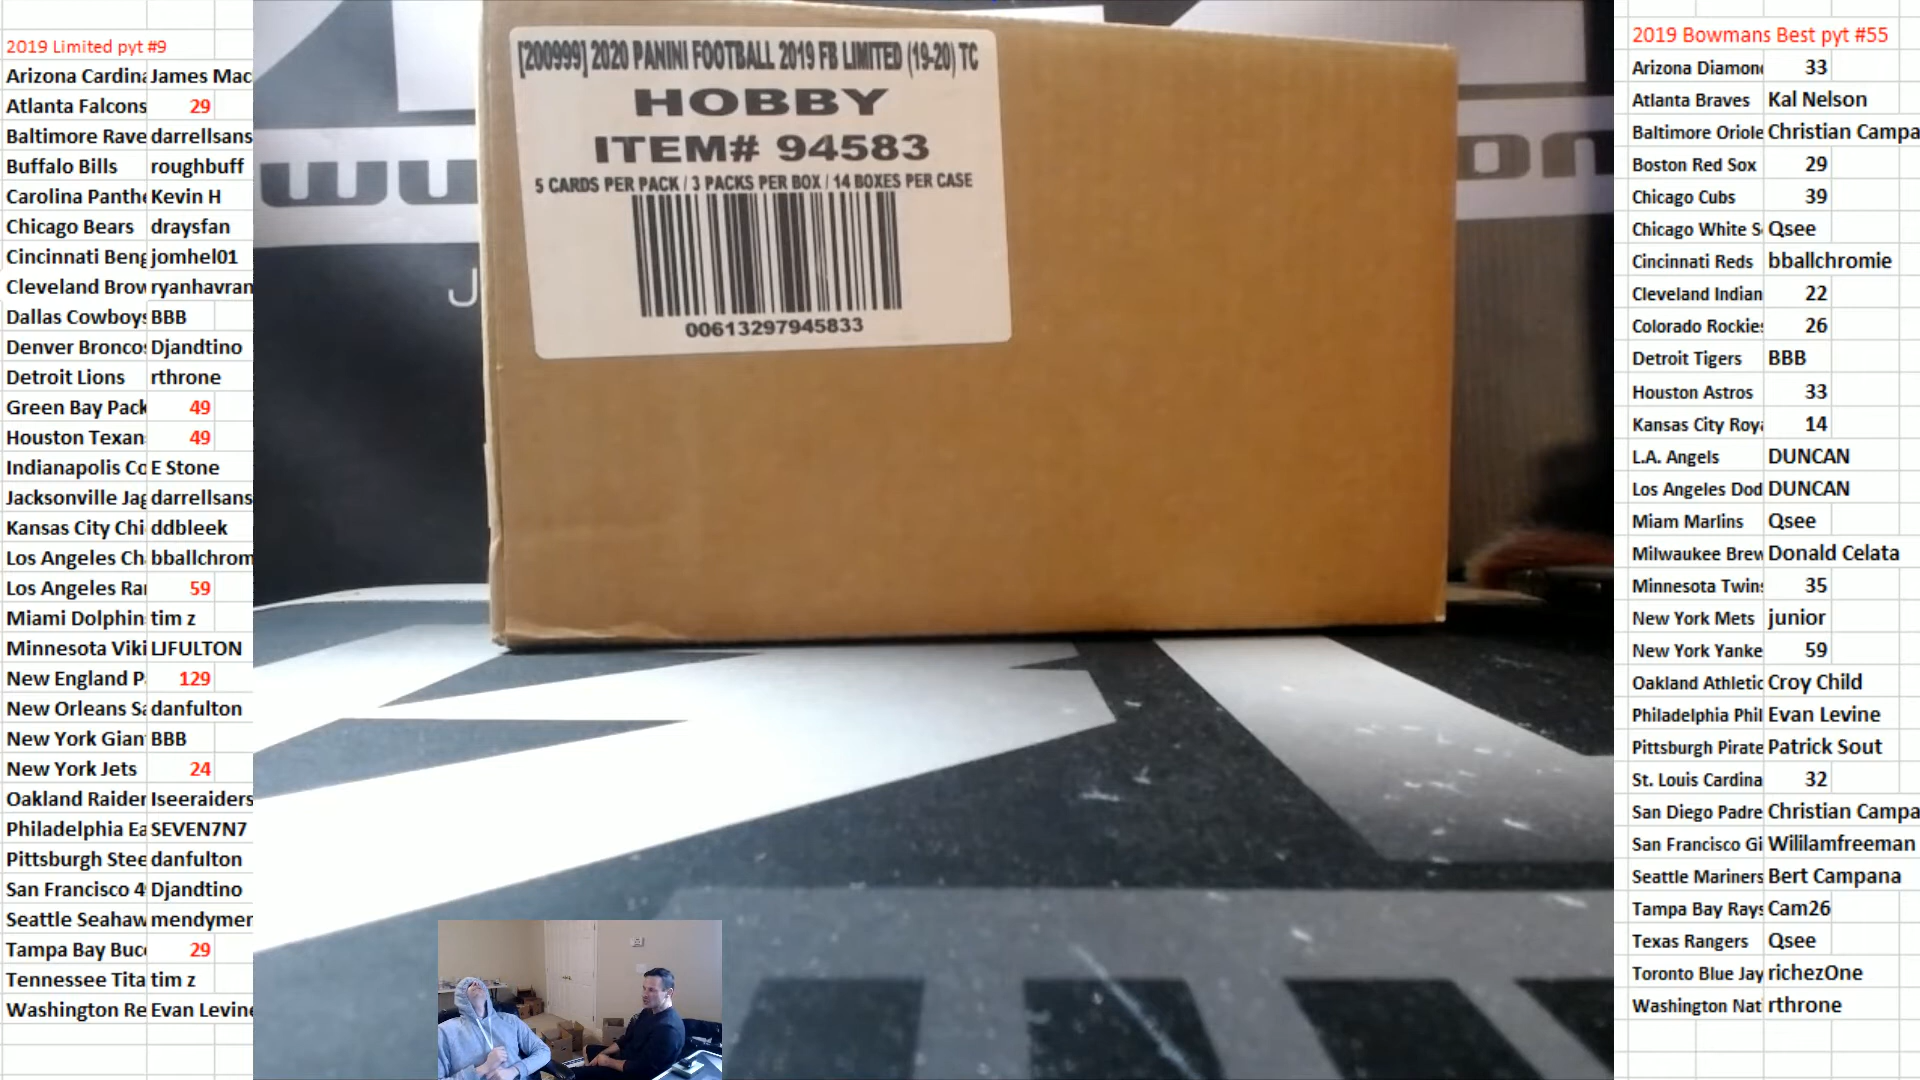 2019 Limited pyt #9
Arizona Cardina James Mac
Atlanta Falcons 29
Baltimore Rave darrellsans
Buffalo Bills roughbuff
Carolina Panthe Kevin H
Chicago Bears draysfan
Cincinnati Beng jomhel01
Cleveland Brow ryanhavran
Dallas Cowboys BBB
Denver Broncos Djandtino
Detroit Lions rthrone
Green Bay Pack 49
Houston Texan 49
Indianapolis Co E Stone
Jacksonville Jag darrellsans
Kansas City Chi ddbleek
Los Angeles Ch bballchrom
Los Angeles Ra 59
Miami Dolphin tim z
Minnesota Viki LJFULTON
New England P 129
New Orleans Sa danfulton
New York Gian BBB
New York Jets 24
Oakland Raider Iseeraiders
Philadelphia Ea SEVEN7N7
Pittsburgh Stee danfulton
San Francisco 4 Djandtino
Seattle Seahaw mendymer
Tampa Bay Bucc 29
Tennessee Tita tim z
Washington Re Evan Levine
[200999] 2020 PANINI FOOTBALL 2019 FB LIMITED (19-20) TC
HOBBY
ITEM# 94583
5 CARDS PER PACK / 3 PACKS PER BOX / 14 BOXES PER CASE
00613297945833
2019 Bowmans Best pyt #55
Arizona Diamon 33
Atlanta Braves Kal Nelson
Baltimore Oriole Christian Campa
Boston Red Sox 29
Chicago Cubs 39
Chicago White S Qsee
Cincinnati Reds bballchromie
Cleveland Indian 22
Colorado Rockies 26
Detroit Tigers BBB
Houston Astros 33
Kansas City Roya 14
L.A. Angels DUNCAN
Los Angeles Dod DUNCAN
Miam Marlins Qsee
Milwaukee Brew Donald Celata
Minnesota Twins 35
New York Mets junior
New York Yanke 59
Oakland Athletic Croy Child
Philadelphia Phil Evan Levine
Pittsburgh Pirate Patrick Sout
St. Louis Cardina 32
San Diego Padre Christian Campa
San Francisco Gi Wililamfreeman
Seattle Mariners Bert Campana
Tampa Bay Rays Cam26
Texas Rangers Qsee
Toronto Blue Jay richezOne
Washington Nat rthrone